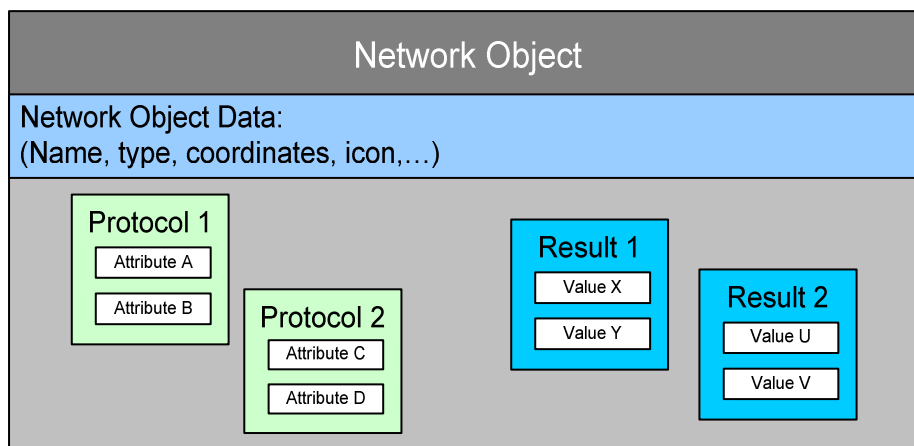 Network Object
Network Object Data:
(Name, type, coordinates, icon,...)
Protocol 1
Attribute A
Attribute B
Protocol 2
Attribute C
Attribute D
Result 1
Value X
Value Y
Result 2
Value U
Value V